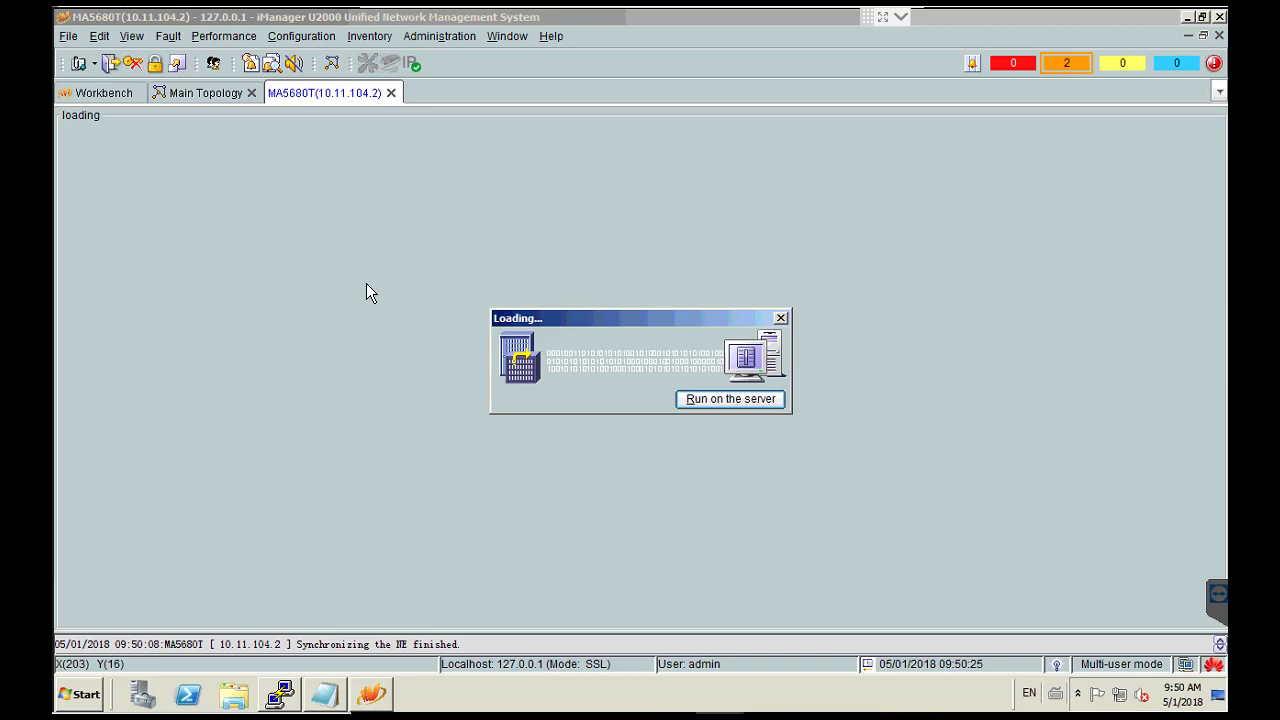 MA5680T(10.11.104.2) - 127.0.0.1 - iManager U2000 Unified Network Management System
File Edit View Fault Performance Configuration Inventory Administration Window Help
0 2 0 0
Workbench Main Topology MA5680T(10.11.104.2)
loading
Loading...
Run on the server
05/01/2018 09:50:08:MA5680T [ 10.11.104.2 ] Synchronizing the NE finished.
X(203) Y(16) Localhost: 127.0.0.1 (Mode: SSL) User: admin 05/01/2018 09:50:25 Multi-user mode
Start EN 9:50 AM
5/1/2018